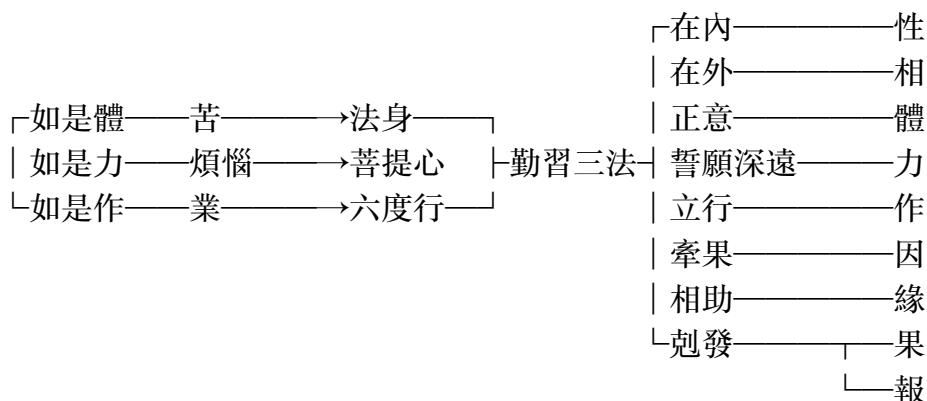 ┌在內─────性
│在外─────相
┌如是體──苦───→法身──┐ │正意─────體
│如是力──煩惱──→菩提心 ├勤習三法┤誓願深遠───力
└如是作──業───→六度行─┘ │立行─────作
│牽果─────因
│相助─────緣
└剋發───┬─果
└─報